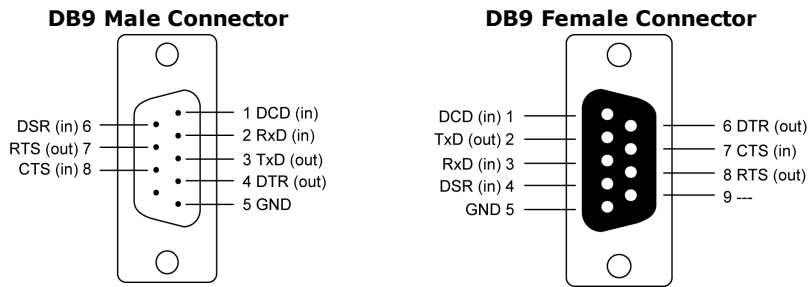 DB9 Male Connector
DSR (in) 6
RTS (out) 7
CTS (in) 8
1 DCD (in)
2 RxD (in)
3 TxD (out)
4 DTR (out)
5 GND
DB9 Female Connector
DCD (in) 1
TxD (out) 2
RxD (in) 3
DSR (in) 4
GND 5
6 DTR (out)
7 CTS (in)
8 RTS (out)
9 ---